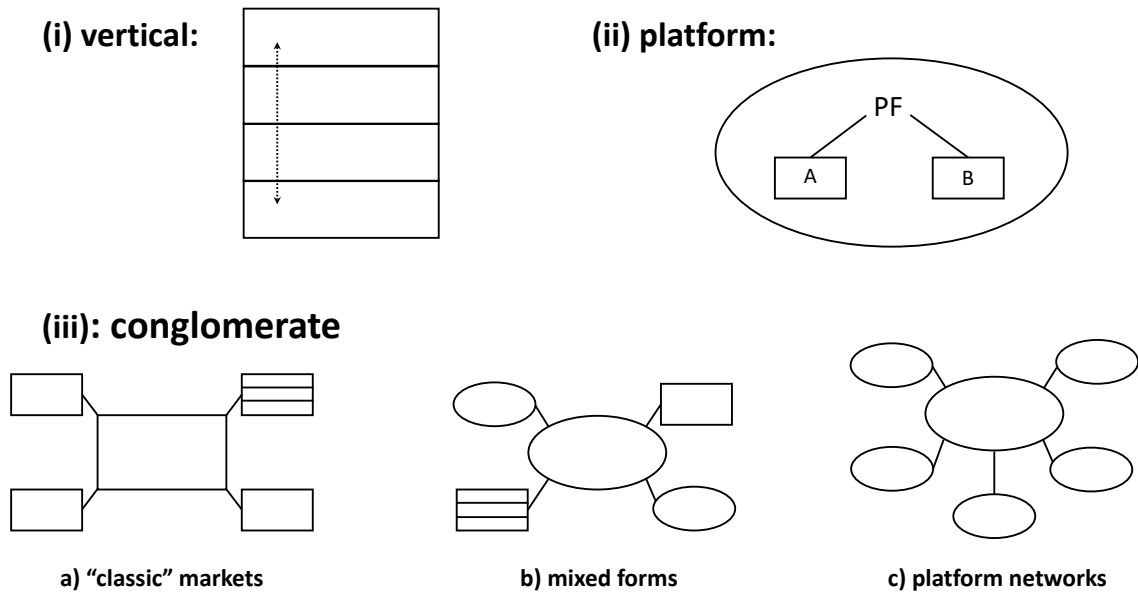 (i) vertical:
(ii) platform:
PF
A
B
(iii): conglomerate
a) “classic” markets
b) mixed forms
c) platform networks